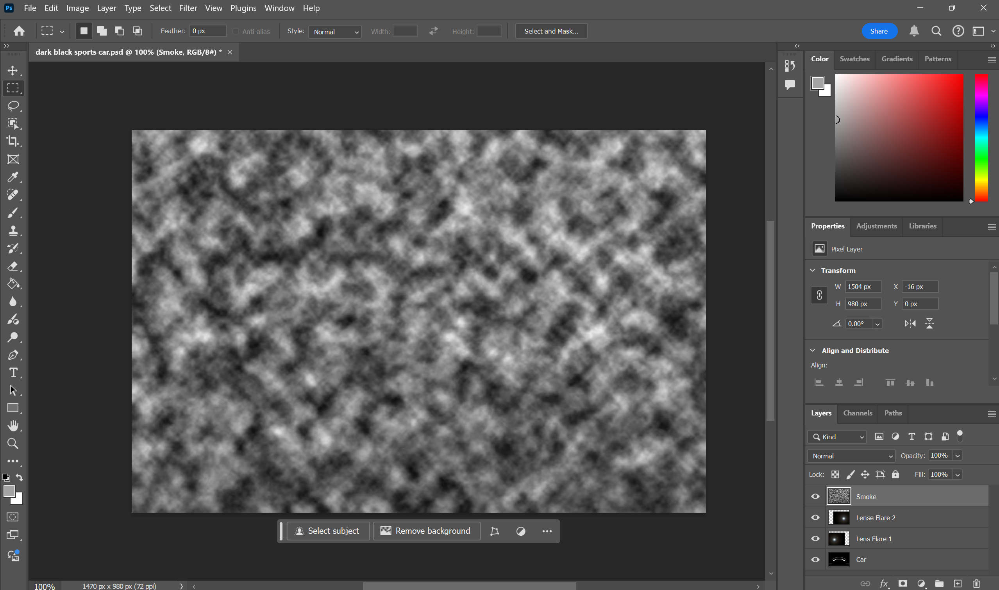 Ps File Edit Image Layer Type Select Filter View Plugins Window Help
Feather: 0 px Anti-alias Style: Normal Width: Height: Select and Mask... Share
dark black sports car.psd @ 100% (Smoke, RGB/8#) *
Color Swatches Gradients Patterns
Properties Adjustments Libraries
Pixel Layer
Transform
W 1504 px X -16 px
H 980 px Y 0 px
0.00°
Align and Distribute
Align:
Layers Channels Paths
Kind
Normal Opacity: 100%
Lock: Fill: 100%
Smoke
Lense Flare 2
Lens Flare 1
Car
Select subject Remove background
100% 1470 px x 980 px (72 ppi)